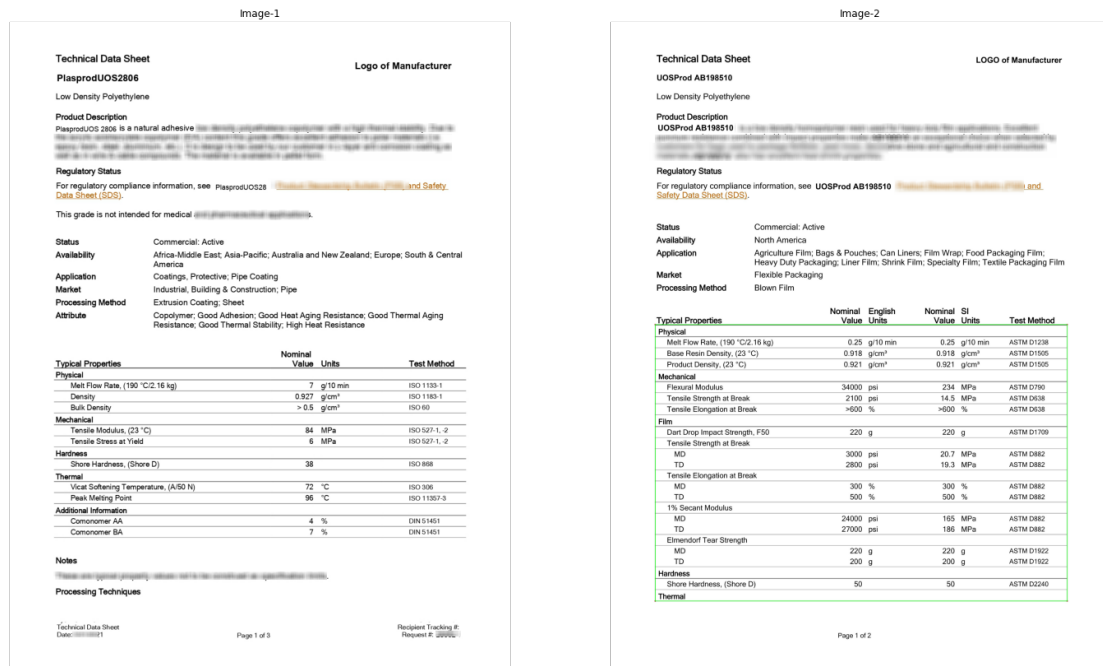 Image-1
Technical Data Sheet
Logo of Manufacturer
PlasprodUOS2806
Low Density Polyethylene
Product Description
PlasprodUOS 2806 is a natural adhesive
Regulatory Status
For regulatory compliance information, see PlasprodUOS28 and Safety
Data Sheet (SDS).
This grade is not intended for medical
Status Commercial: Active
Availability Africa-Middle East; Asia-Pacific; Australia and New Zealand; Europe; South & Central
America
Application Coatings, Protective; Pipe Coating
Market Industrial, Building & Construction; Pipe
Processing Method Extrusion Coating; Sheet
Attribute Copolymer; Good Adhesion; Good Heat Aging Resistance; Good Thermal Aging
Resistance; Good Thermal Stability; High Heat Resistance
Nominal
Typical Properties Value Units Test Method
Physical
Melt Flow Rate, (190 °C/2.16 kg) 7 g/10 min ISO 1133-1
Density 0.927 g/cm³ ISO 1183-1
Bulk Density > 0.5 g/cm³ ISO 60
Mechanical
Tensile Modulus, (23 °C) 84 MPa ISO 527-1, -2
Tensile Stress at Yield 6 MPa ISO 527-1, -2
Hardness
Shore Hardness, (Shore D) 38 ISO 868
Thermal
Vicat Softening Temperature, (A/50 N) 72 °C ISO 306
Peak Melting Point 96 °C ISO 11357-3
Additional Information
Comonomer AA 4 % DIN 51451
Comonomer BA 7 % DIN 51451
Notes
Processing Techniques
Technical Data Sheet
Date:
Page 1 of 3
Recipient Tracking #:
Request #:
Image-2
Technical Data Sheet
LOGO of Manufacturer
UOSProd AB198510
Low Density Polyethylene
Product Description
UOSProd AB198510
Regulatory Status
For regulatory compliance information, see UOSProd AB198510 and
Safety Data Sheet (SDS).
Status Commercial: Active
Availability North America
Application Agriculture Film; Bags & Pouches; Can Liners; Film Wrap; Food Packaging Film;
Heavy Duty Packaging; Liner Film; Shrink Film; Specialty Film; Textile Packaging Film
Market Flexible Packaging
Processing Method Blown Film
Nominal English Nominal SI
Typical Properties Value Units Value Units Test Method
Physical
Melt Flow Rate, (190 °C/2.16 kg) 0.25 g/10 min 0.25 g/10 min ASTM D1238
Base Resin Density, (23 °C) 0.918 g/cm³ 0.918 g/cm³ ASTM D1505
Product Density, (23 °C) 0.921 g/cm³ 0.921 g/cm³ ASTM D1505
Mechanical
Flexural Modulus 34000 psi 234 MPa ASTM D790
Tensile Strength at Break 2100 psi 14.5 MPa ASTM D638
Tensile Elongation at Break >600 % >600 % ASTM D638
Film
Dart Drop Impact Strength, F50 220 g 220 g ASTM D1709
Tensile Strength at Break
MD 3000 psi 20.7 MPa ASTM D882
TD 2800 psi 19.3 MPa ASTM D882
Tensile Elongation at Break
MD 300 % 300 % ASTM D882
TD 500 % 500 % ASTM D882
1% Secant Modulus
MD 24000 psi 165 MPa ASTM D882
TD 27000 psi 186 MPa ASTM D882
Elmendorf Tear Strength
MD 220 g 220 g ASTM D1922
TD 200 g 200 g ASTM D1922
Hardness
Shore Hardness, (Shore D) 50 50 ASTM D2240
Thermal
Page 1 of 2